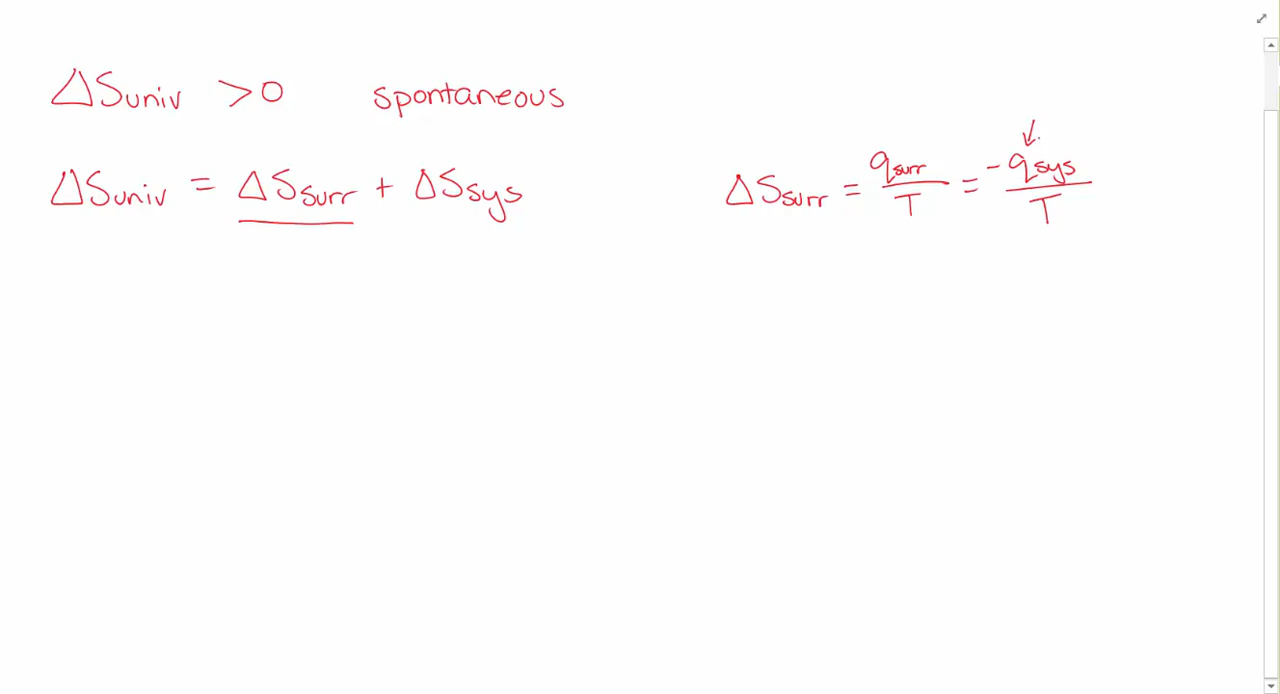 ΔSuniv > 0 spontaneous
ΔSuniv = ΔSsurr + ΔSsys
ΔSsurr = qsurr/T = -qsys/T